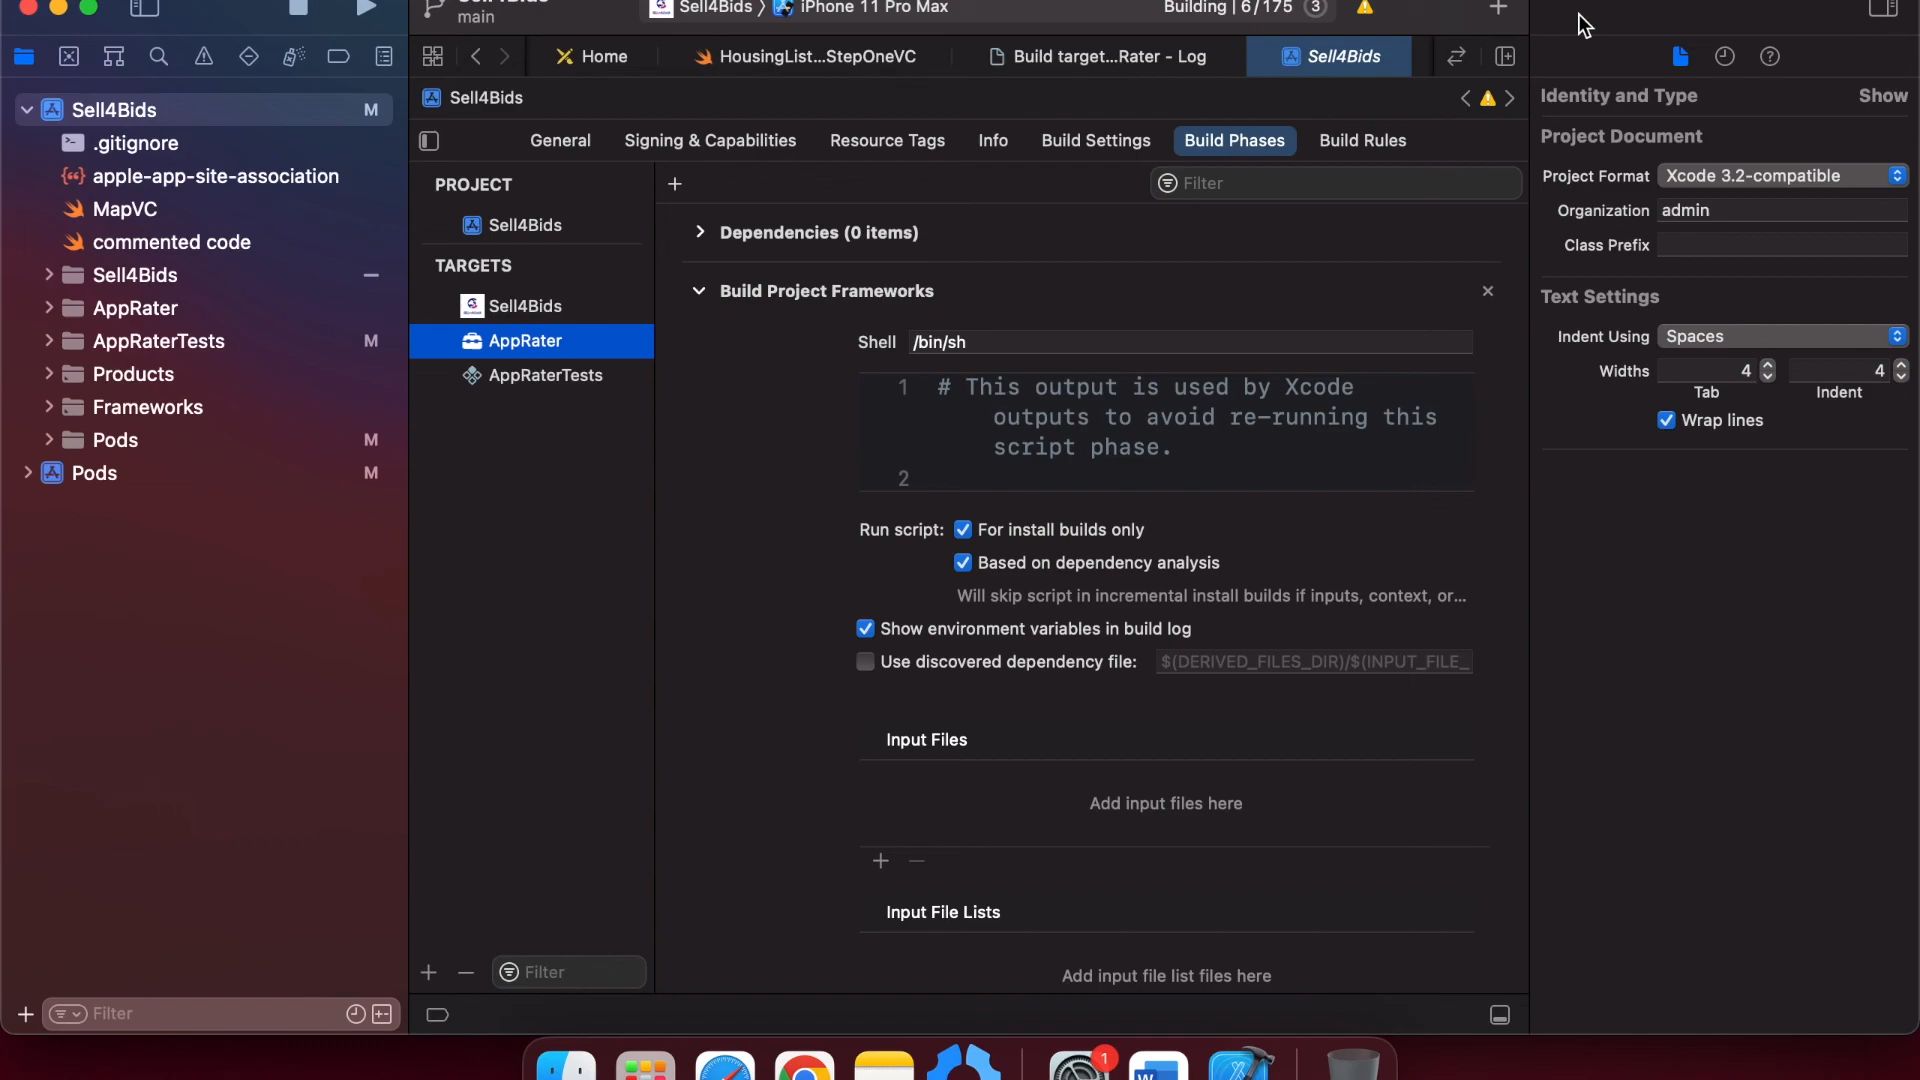 main
Sell4Bids
iPhone 11 Pro Max
Building | 6/175
3
Home
HousingList...StepOneVC
Build target...Rater - Log
Sell4Bids
Sell4Bids
M
.gitignore
apple-app-site-association
MapVC
commented code
Sell4Bids
AppRater
AppRaterTests
M
Products
Frameworks
Pods
M
Pods
M
Filter
Sell4Bids
General
Signing & Capabilities
Resource Tags
Info
Build Settings
Build Phases
Build Rules
PROJECT
Sell4Bids
TARGETS
Sell4Bids
AppRater
AppRaterTests
Filter
Filter
Dependencies (0 items)
Build Project Frameworks
Shell /bin/sh
1 # This output is used by Xcode
outputs to avoid re-running this
script phase.
2
Run script: For install builds only
Based on dependency analysis
Will skip script in incremental install builds if inputs, context, or...
Show environment variables in build log
Use discovered dependency file: $(DERIVED_FILES_DIR)/$(INPUT_FILE_
Input Files
Add input files here
Input File Lists
Add input file list files here
Identity and Type
Show
Project Document
Project Format Xcode 3.2-compatible
Organization admin
Class Prefix
Text Settings
Indent Using Spaces
Widths 4 4
Tab Indent
Wrap lines
1
W